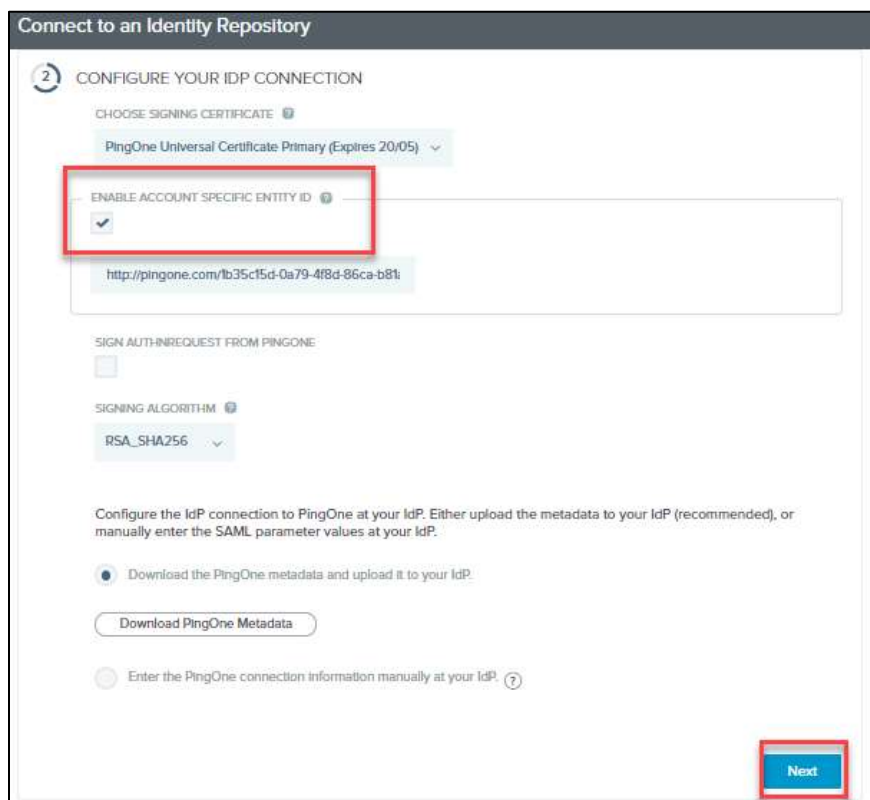 Connect to an Identity Repository
2 CONFIGURE YOUR IDP CONNECTION
CHOOSE SIGNING CERTIFICATE ?
PingOne Universal Certificate Primary (Expires 20/05)
ENABLE ACCOUNT SPECIFIC ENTITY ID ?
http://pingone.com/1b35c15d-0a79-4f8d-86ca-b81a
SIGN AUTHNREQUEST FROM PINGONE
SIGNING ALGORITHM ?
RSA_SHA256
Configure the IdP connection to PingOne at your IdP. Either upload the metadata to your IdP (recommended), or
manually enter the SAML parameter values at your IdP.
Download the PingOne metadata and upload it to your IdP.
Download PingOne Metadata
Enter the PingOne connection information manually at your IdP. ?
Next